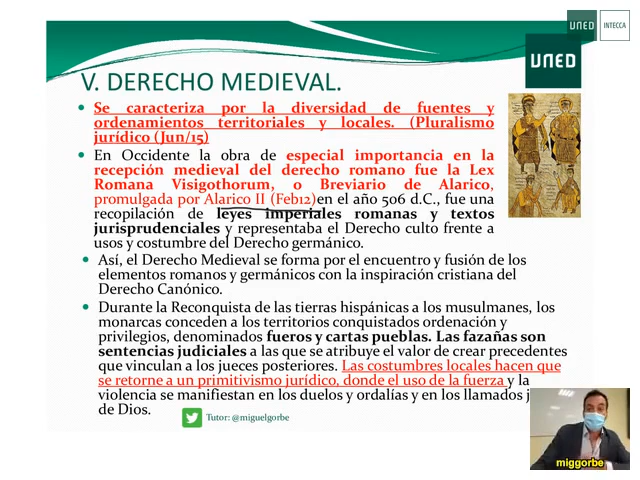 UNED
INTECCA
UNED
V. DERECHO MEDIEVAL.
Se caracteriza por la diversidad de fuentes y
ordenamientos territoriales y locales. (Pluralismo
jurídico (Jun/15)
En Occidente la obra de especial importancia en la
recepción medieval del derecho romano fue la Lex
Romana Visigothorum, o Breviario de Alarico,
promulgada por Alarico II (Feb12)en el año 506 d.C., fue una
recopilación de leyes imperiales romanas y textos
jurisprudenciales y representaba el Derecho culto frente a
usos y costumbre del Derecho germánico.
Así, el Derecho Medieval se forma por el encuentro y fusión de los
elementos romanos y germánicos con la inspiración cristiana del
Derecho Canónico.
Durante la Reconquista de las tierras hispánicas a los musulmanes, los
monarcas conceden a los territorios conquistados ordenación y
privilegios, denominados fueros y cartas pueblas. Las fazañas son
sentencias judiciales a las que se atribuye el valor de crear precedentes
que vinculan a los jueces posteriores. Las costumbres locales hacen que
se retorne a un primitivismo jurídico, donde el uso de la fuerza y la
violencia se manifiestan en los duelos y ordalías y en los llamados
de Dios.
Tutor: @miguelgorbe
miggorbe